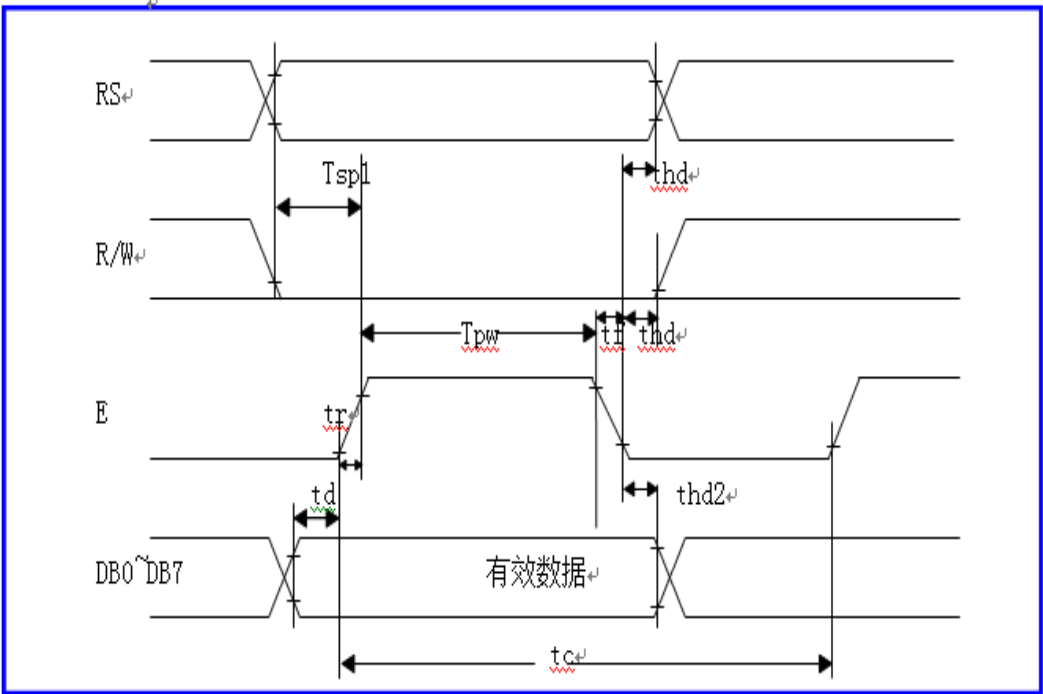 RS
Tsp1
thd
R/W
Tpw
tf
thd
E
tr
td
thd2
DB0~DB7
有效数据
tc